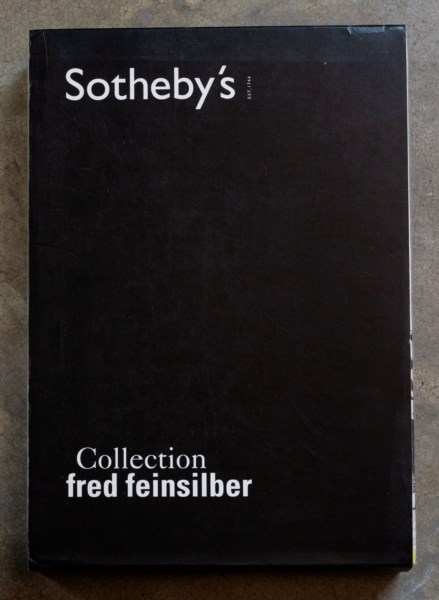 Sotheby's
EST.1744
Collection
fred feinsilber